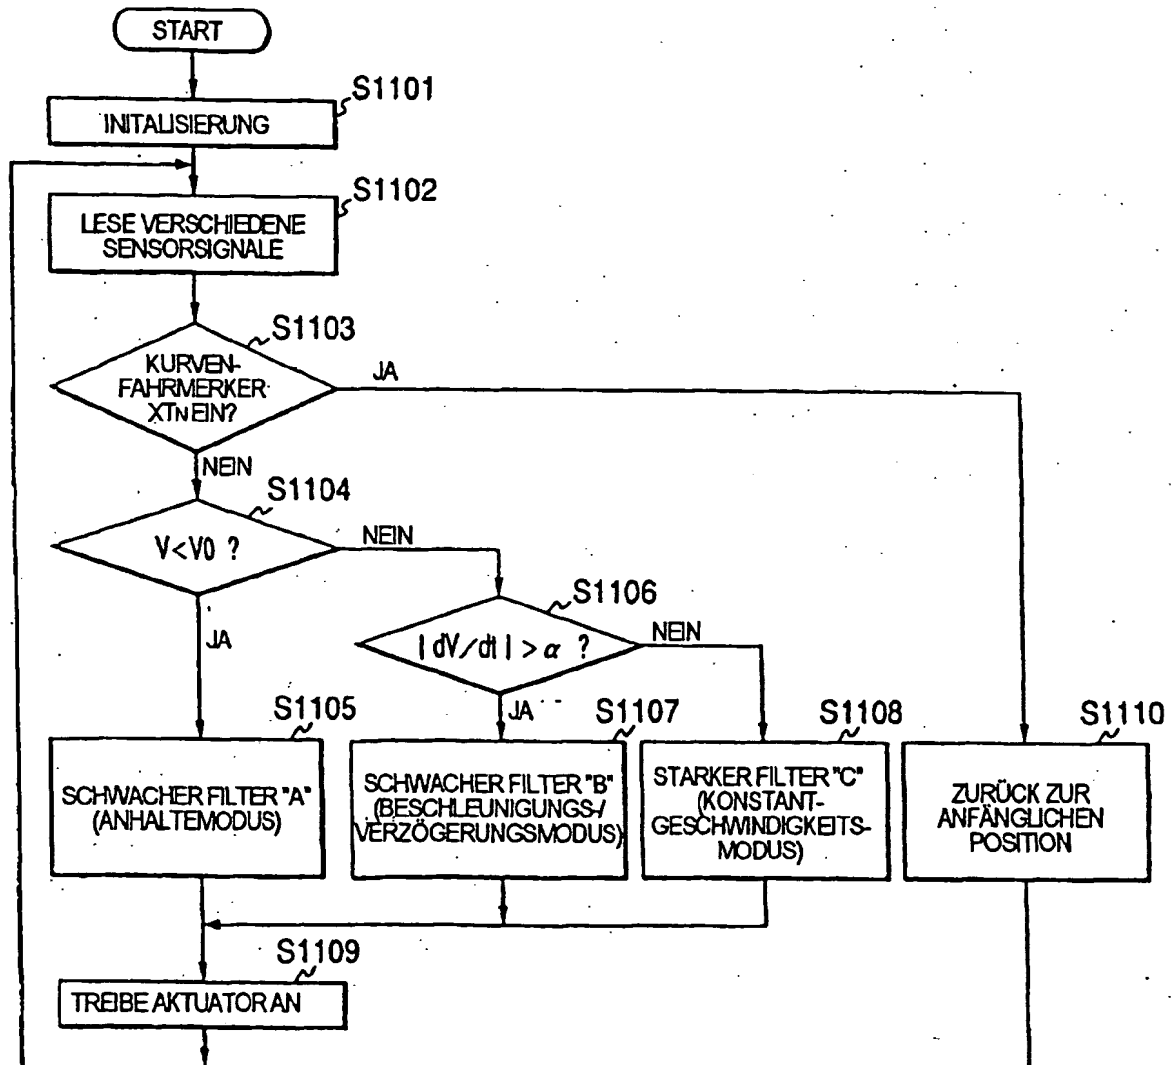 START
S1101
INITALISIERUNG
S1102
LESE VERSCHIEDENE
SENSORSIGNALE
S1103
KURVEN-
FAHRMERKER
XTN EIN?
JA
NEIN
S1104
V<V0 ?
NEIN
JA
S1106
| dV/dt | > α ?
NEIN
JA
S1105
SCHWACHER FILTER "A"
(ANHALTEMODUS)
S1107
SCHWACHER FILTER "B"
(BESCHLEUNIGUNGS-/
VERZÖGERUNGSMODUS)
S1108
STARKER FILTER "C"
(KONSTANT-
GESCHWINDIGKEITS-
MODUS)
S1110
ZURÜCK ZUR
ANFÄNGLICHEN
POSITION
S1109
TREIBE AKTUATOR AN